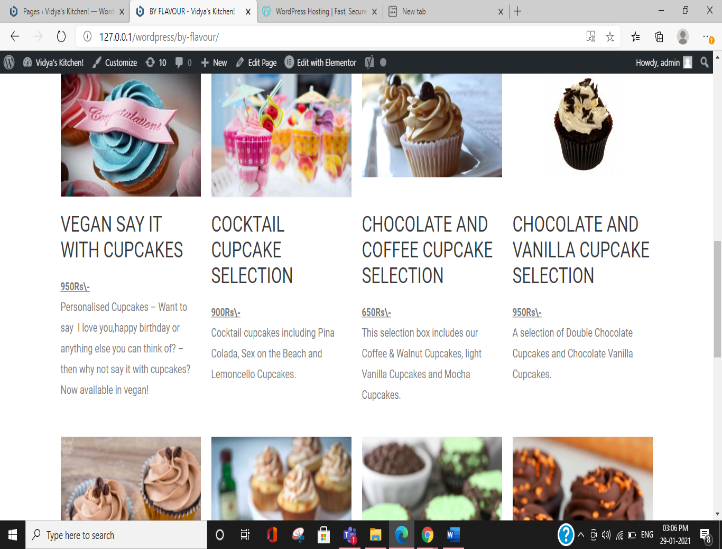 Pages ‹ Vidya's Kitchen! — Word
BY FLAVOUR - Vidya's Kitchen!
WordPress Hosting | Fast, Secure
New tab
127.0.0.1/wordpress/by-flavour/
Vidya's Kitchen! Customize 10 0 New Edit Page Edit with Elementor Howdy, admin
Congratulations
VEGAN SAY IT
WITH CUPCAKES
950Rs\-
Personalised Cupcakes – Want to
say I love you,happy birthday or
anything else you can think of? –
then why not say it with cupcakes?
Now available in vegan!
COCKTAIL
CUPCAKE
SELECTION
900Rs\-
Cocktail cupcakes including Pina
Colada, Sex on the Beach and
Lemoncello Cupcakes.
CHOCOLATE AND
COFFEE CUPCAKE
SELECTION
650Rs\-
This selection box includes our
Coffee & Walnut Cupcakes, light
Vanilla Cupcakes and Mocha
Cupcakes.
CHOCOLATE AND
VANILLA CUPCAKE
SELECTION
950Rs\-
A selection of Double Chocolate
Cupcakes and Chocolate Vanilla
Cupcakes.
Type here to search
ENG
03:06 PM
29-01-2021